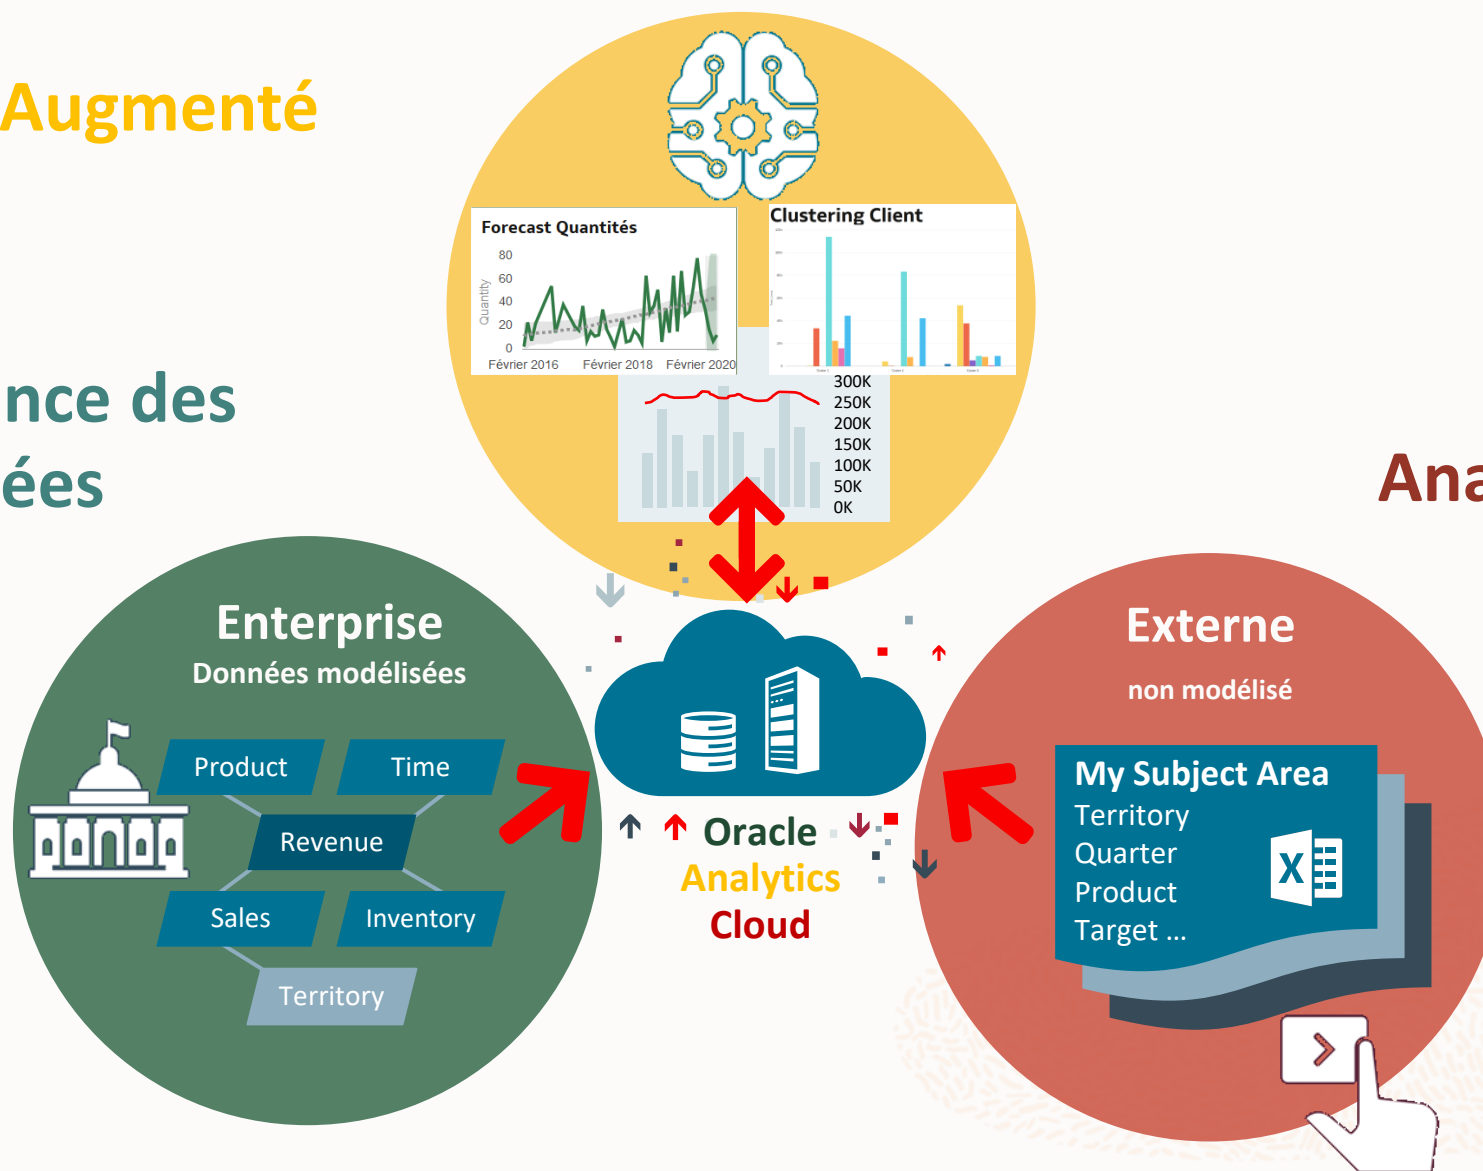 Augmenté
Forecast Quantités
80
60
40
20
0
Quantity
Février 2016
Février 2018
Février 2020
Clustering Client
300K
250K
200K
150K
100K
50K
0K
nce des
ées
Ana
Enterprise
Données modélisées
Product
Time
Revenue
Sales
Inventory
Territory
Oracle
Analytics
Cloud
Externe
non modélisé
My Subject Area
Territory
Quarter
Product
Target ...
X